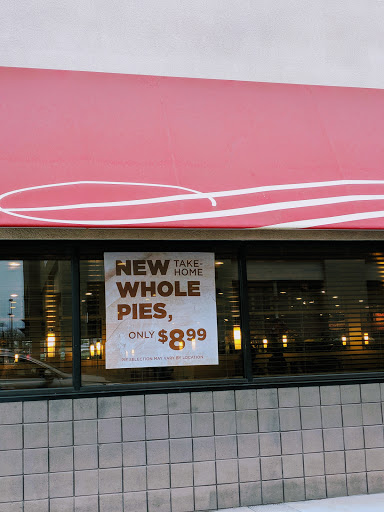 NEW TAKE-
HOME
WHOLE
PIES,
ONLY $8.99
PIE SELECTION MAY VARY BY LOCATION